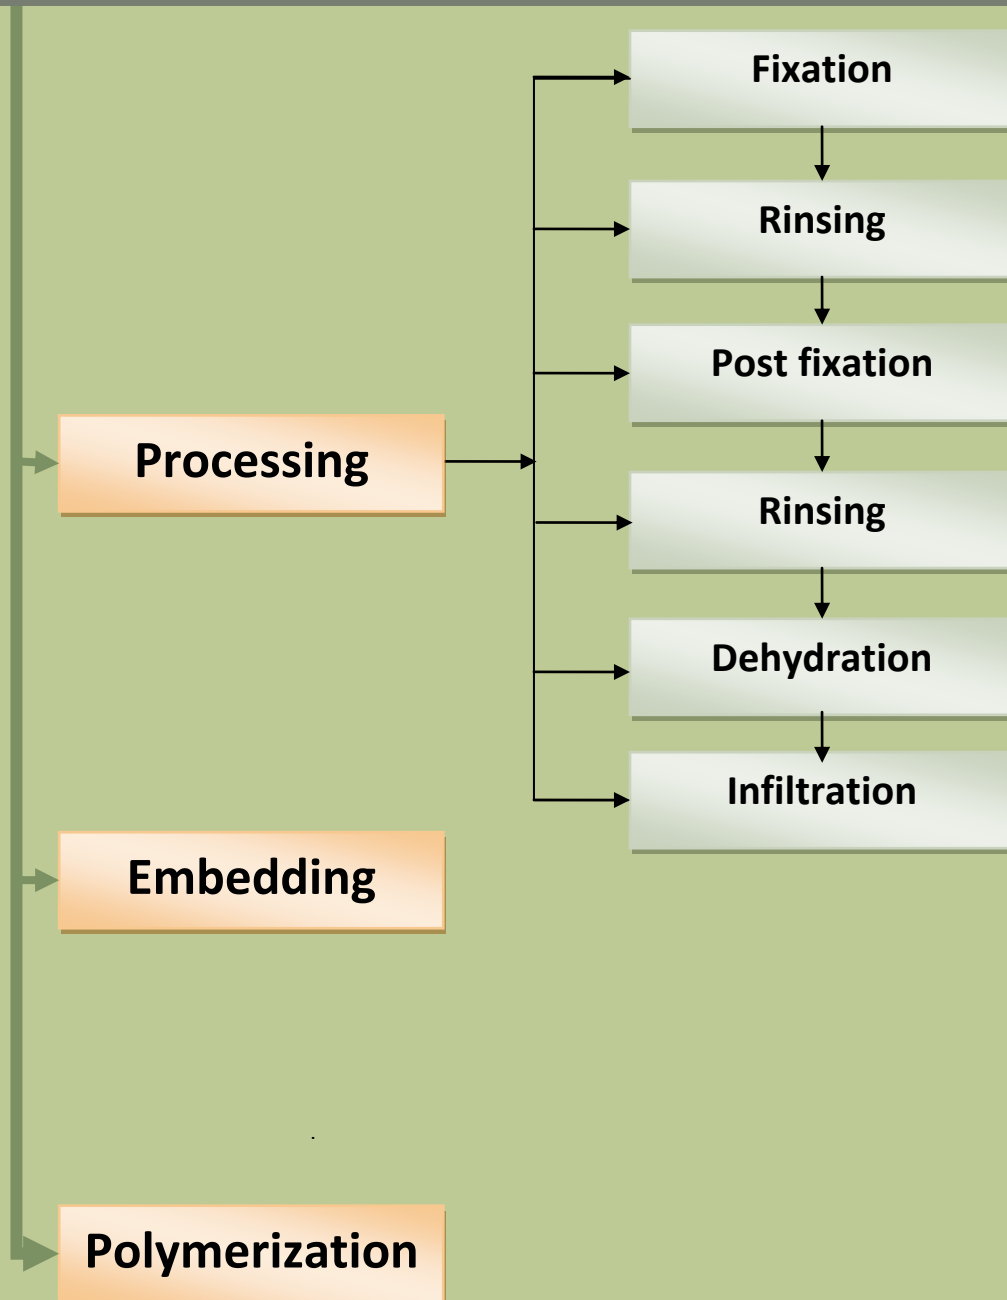 Fixation
Rinsing
Post fixation
Processing
Rinsing
Dehydration
Infiltration
Embedding
Polymerization